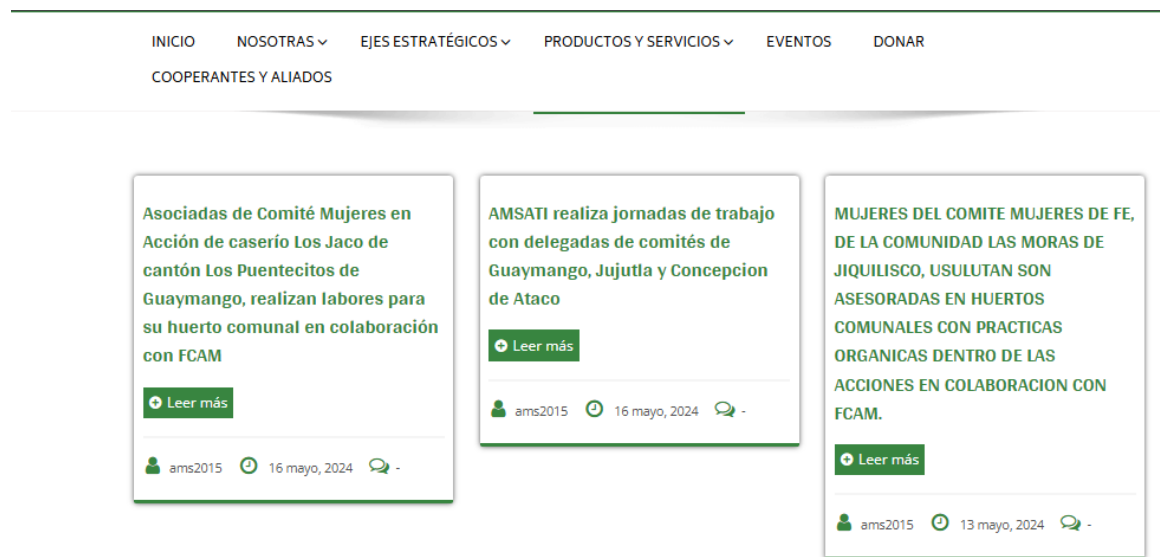 INICIO NOSOTRAS EJES ESTRATÉGICOS PRODUCTOS Y SERVICIOS EVENTOS DONAR
COOPERANTES Y ALIADOS
Asociadas de Comité Mujeres en
Acción de caserío Los Jaco de
cantón Los Puentecitos de
Guaymango, realizan labores para
su huerto comunal en colaboración
con FCAM
Leer más
ams2015 16 mayo, 2024 -
AMSATI realiza jornadas de trabajo
con delegadas de comités de
Guaymango, Jujutla y Concepcion
de Ataco
Leer más
ams2015 16 mayo, 2024 -
MUJERES DEL COMITE MUJERES DE FE,
DE LA COMUNIDAD LAS MORAS DE
JIQUILISCO, USULUTAN SON
ASESORADAS EN HUERTOS
COMUNALES CON PRACTICAS
ORGANICAS DENTRO DE LAS
ACCIONES EN COLABORACION CON
FCAM.
Leer más
ams2015 13 mayo, 2024 -